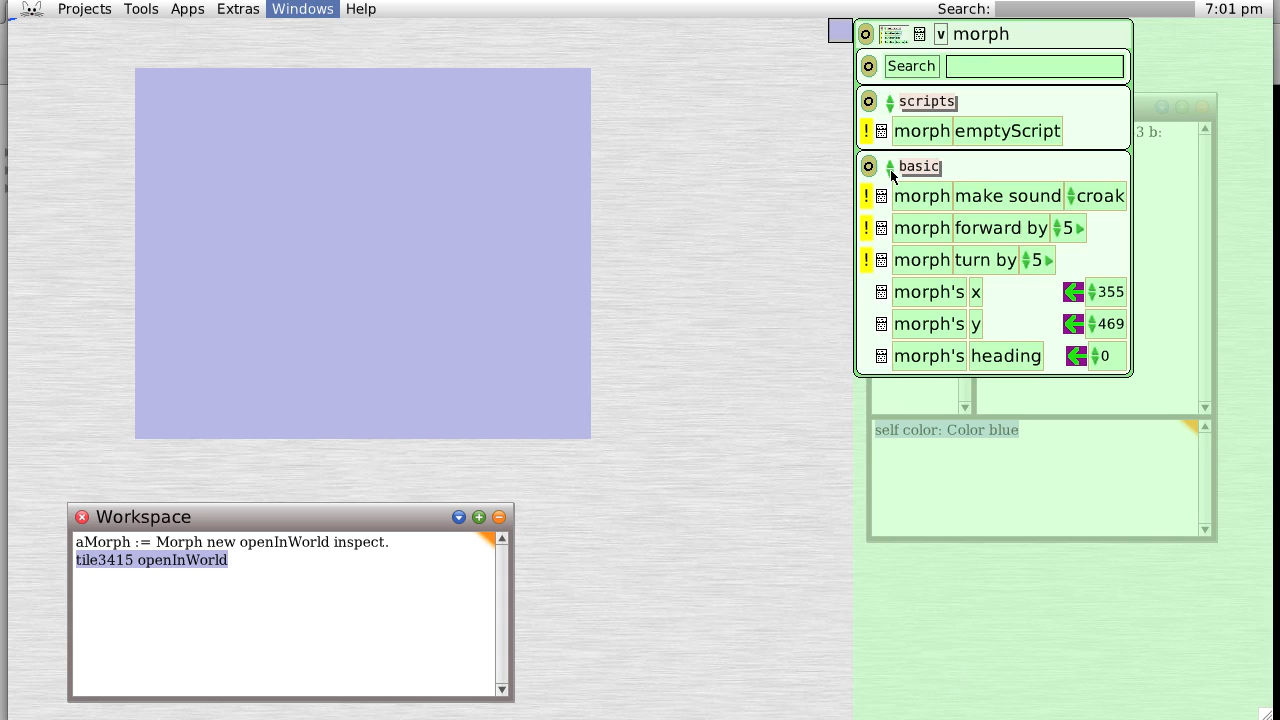 Projects Tools Apps Extras Windows Help Search: 7:01 pm
v morph
Search
scripts
! morph emptyScript
basic
! morph make sound croak
! morph forward by 5
! morph turn by 5
morph's x 355
morph's y 469
morph's heading 0
3 b:
self color: Color blue
Workspace
aMorph := Morph new openInWorld inspect.
tile3415 openInWorld